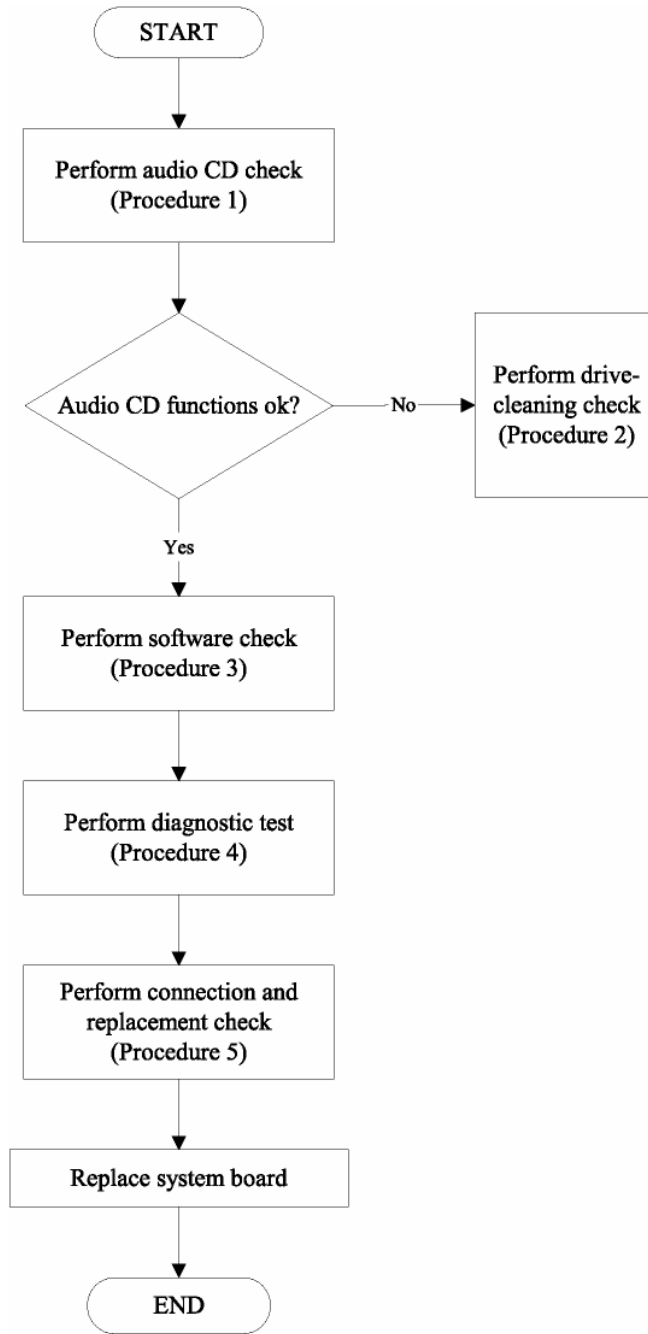 START
Perform audio CD check
(Procedure 1)
Audio CD functions ok?
No
Perform drive-
cleaning check
(Procedure 2)
Yes
Perform software check
(Procedure 3)
Perform diagnostic test
(Procedure 4)
Perform connection and
replacement check
(Procedure 5)
Replace system board
END